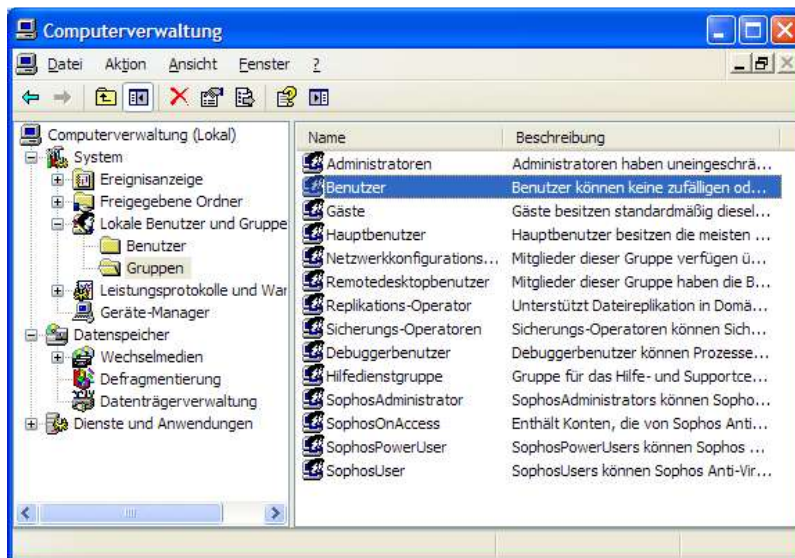 Computerverwaltung
Datei Aktion Ansicht Fenster ?
Computerverwaltung (Lokal)
System
Ereignisanzeige
Freigegebene Ordner
Lokale Benutzer und Gruppe
Benutzer
Gruppen
Leistungsprotokolle und War
Geräte-Manager
Datenspeicher
Wechselmedien
Defragmentierung
Datenträgerverwaltung
Dienste und Anwendungen
Name Beschreibung
Administratoren Administratoren haben uneingeschrä...
Benutzer Benutzer können keine zufälligen od...
Gäste Gäste besitzen standardmäßig diesel...
Hauptbenutzer Hauptbenutzer besitzen die meisten ...
Netzwerkkonfigurations... Mitglieder dieser Gruppe verfügen ü...
Remotedesktopbenutzer Mitglieder dieser Gruppe haben die B...
Replikations-Operator Unterstützt Dateireplikation in Domä...
Sicherungs-Operatoren Sicherungs-Operatoren können Sich...
Debuggerbenutzer Debuggerbenutzer können Prozesse...
Hilfedienstgruppe Gruppe für das Hilfe- und Supportce...
SophosAdministrator SophosAdministrators können Sopho...
SophosOnAccess Enthält Konten, die von Sophos Anti...
SophosPowerUser SophosPowerUsers können Sophos ...
SophosUser SophosUsers können Sophos Anti-Vir...